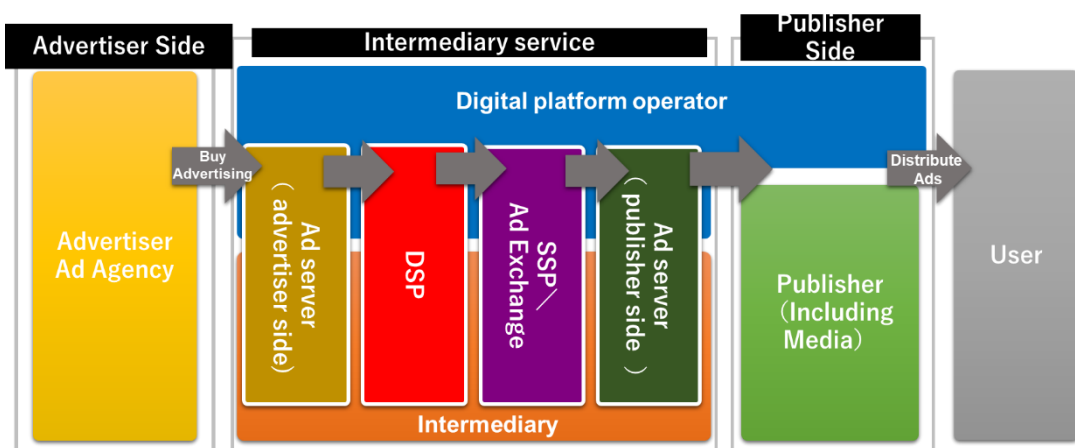 Advertiser Side
Intermediary service
Publisher
Side
Digital platform operator
Buy
Advertising
Distribute
Ads
Advertiser
Ad Agency
Ad server
（advertiser side)
DSP
SSP／
Ad Exchange
Ad server
（publisher side）
Publisher
（Including
Media）
User
Intermediary